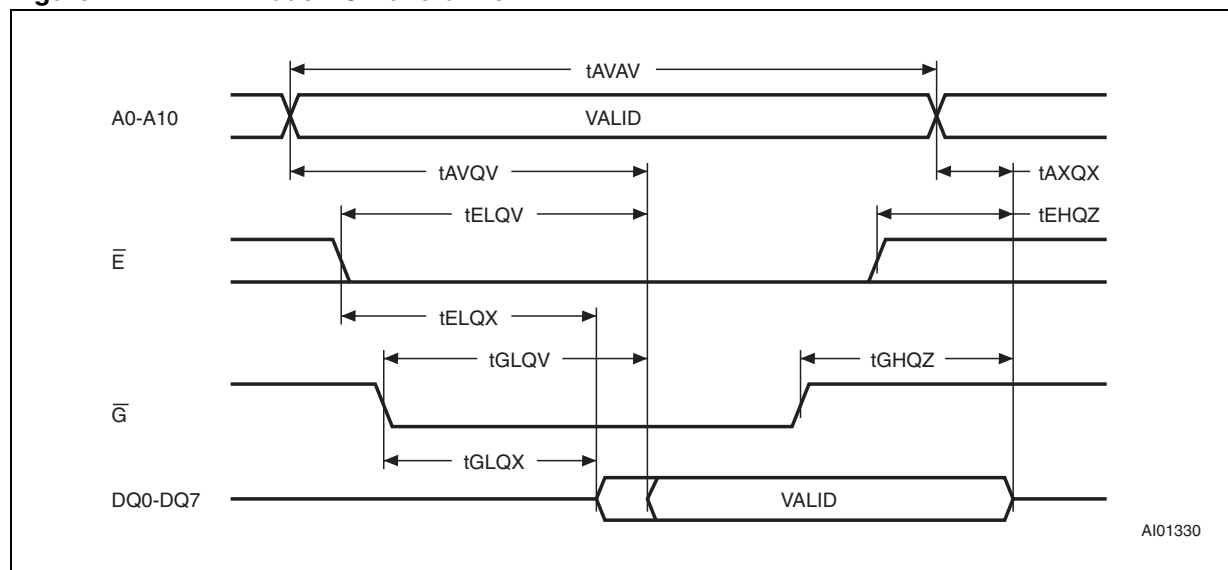 tAVAV
A0-A10
VALID
tAVQV
tAXQX
tELQV
tEHQZ
E̅
tELQX
tGLQV
tGHQZ
G̅
tGLQX
DQ0-DQ7
VALID
AI01330